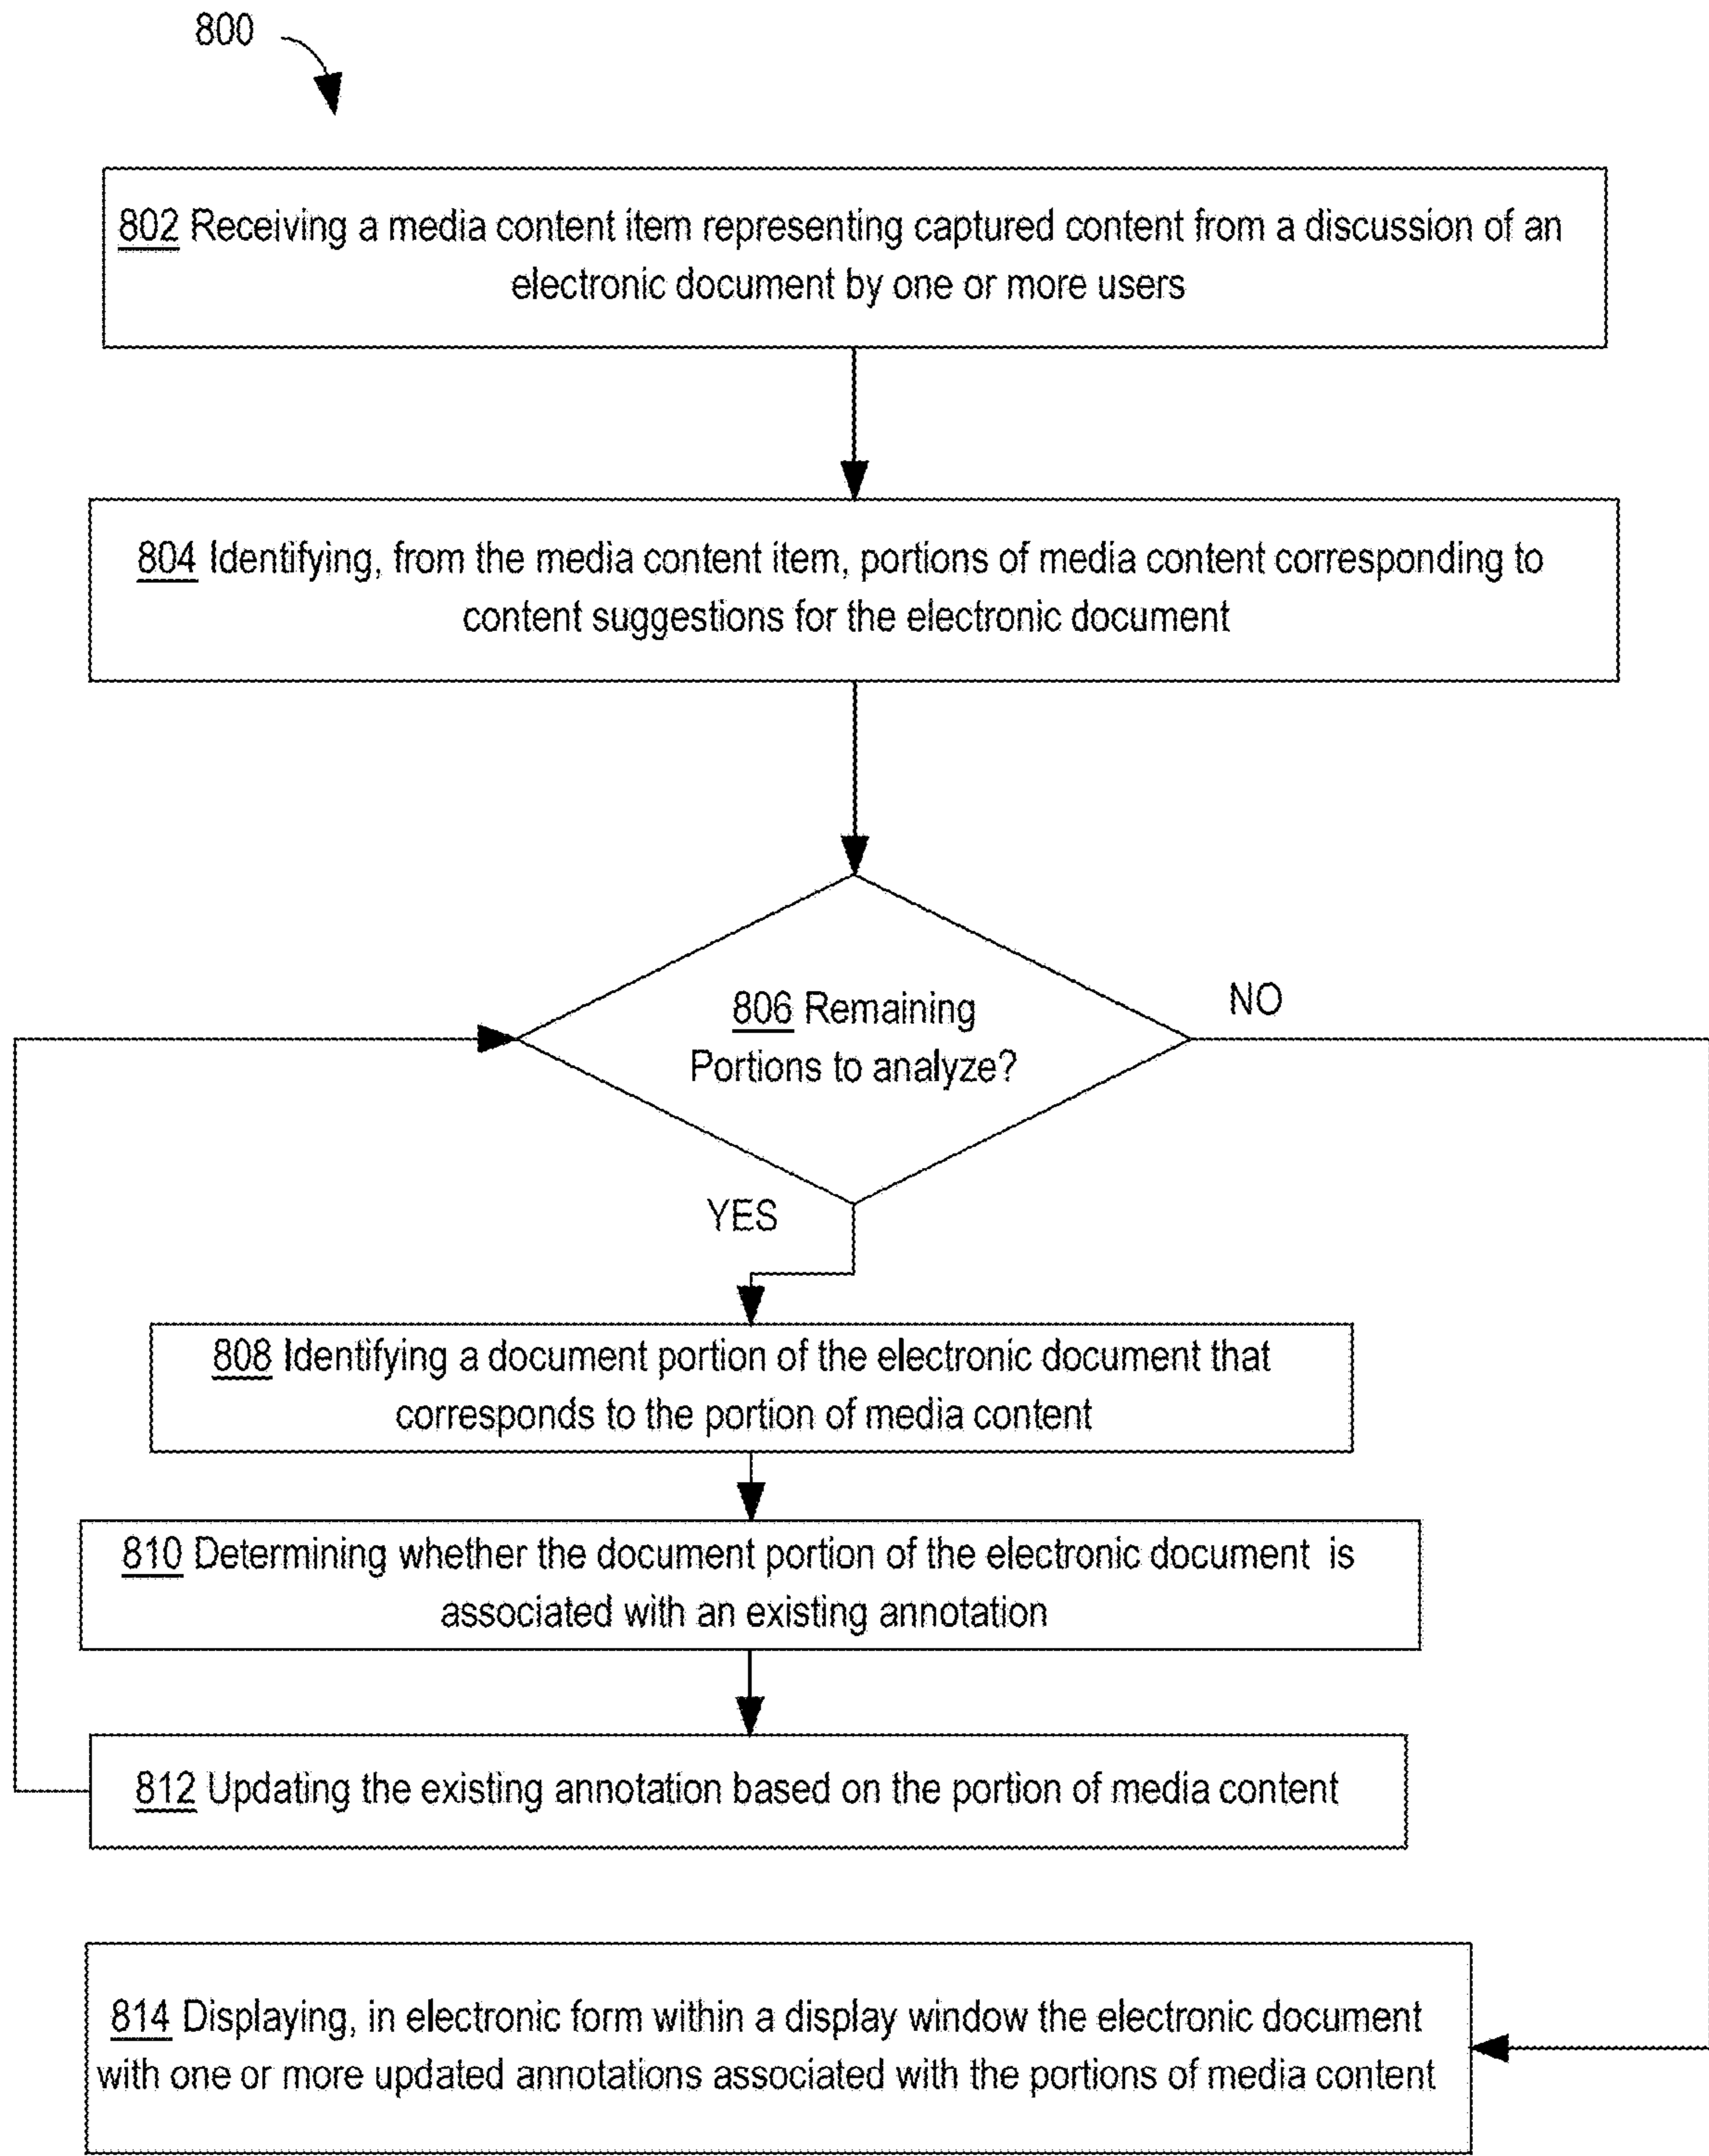 800
802 Receiving a media content item representing captured content from a discussion of an
electronic document by one or more users
804 Identifying, from the media content item, portions of media content corresponding to
content suggestions for the electronic document
806 Remaining
Portions to analyze?
NO
YES
808 Identifying a document portion of the electronic document that
corresponds to the portion of media content
810 Determining whether the document portion of the electronic document is
associated with an existing annotation
812 Updating the existing annotation based on the portion of media content
814 Displaying, in electronic form within a display window the electronic document
with one or more updated annotations associated with the portions of media content